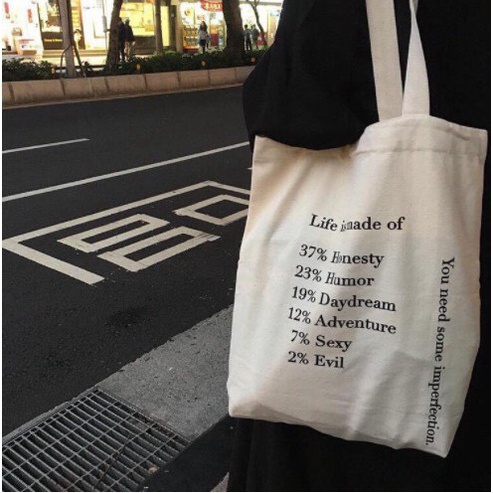 Life is made of
37% Honesty
23% Humor
19% Daydream
12% Adventure
7% Sexy
2% Evil
You need some imperfection.